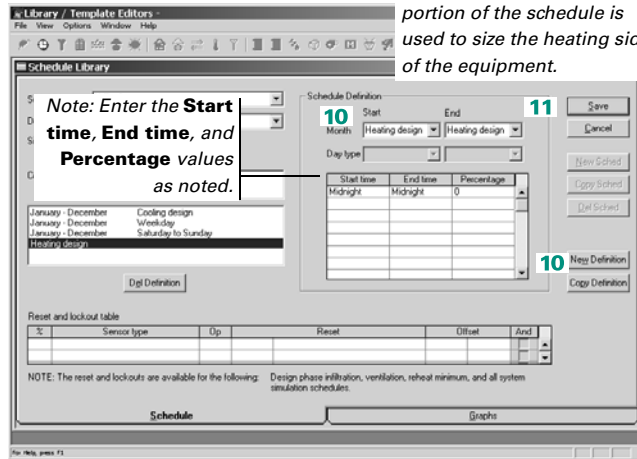 Library / Template Editors -
File View Options Window Help
portion of the schedule is
used to size the heating sid
of the equipment.
Schedule Library
Note: Enter the Start
time, End time, and
Percentage values
as noted.
Schedule Definition
10
Start End
Month Heating design Heating design
Day type
Start time End time Percentage
Midnight Midnight 0
11
Save
Cancel
New Sched
Copy Sched
Del Sched
January - December Cooling design
January - December Weekday
January - December Saturday to Sunday
Heating design
Del Definition
10
New Definition
Copy Definition
Reset and lockout table
% Sensor type Op Reset Offset And
NOTE: The reset and lockouts are available for the following: Design phase infiltration, ventilation, reheat minimum, and all system
simulation schedules.
Schedule Graphs
For Help, press F1